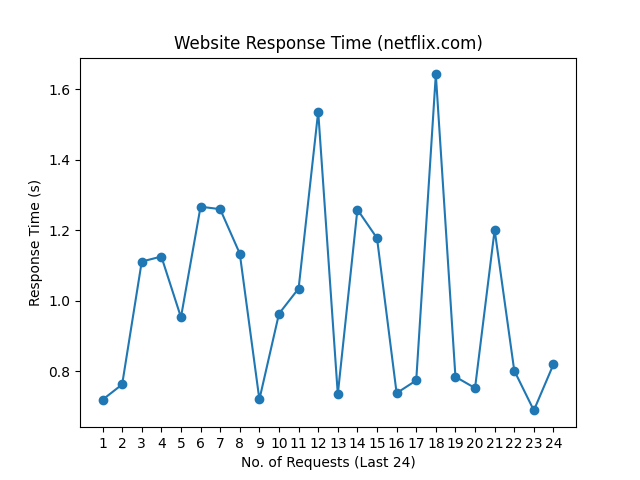 Website Response Time (netflix.com)
1.6
1.4
1.2
1.0
0.8
Response Time (s)
1 2 3 4 5 6 7 8 9 10 11 12 13 14 15 16 17 18 19 20 21 22 23 24
No. of Requests (Last 24)